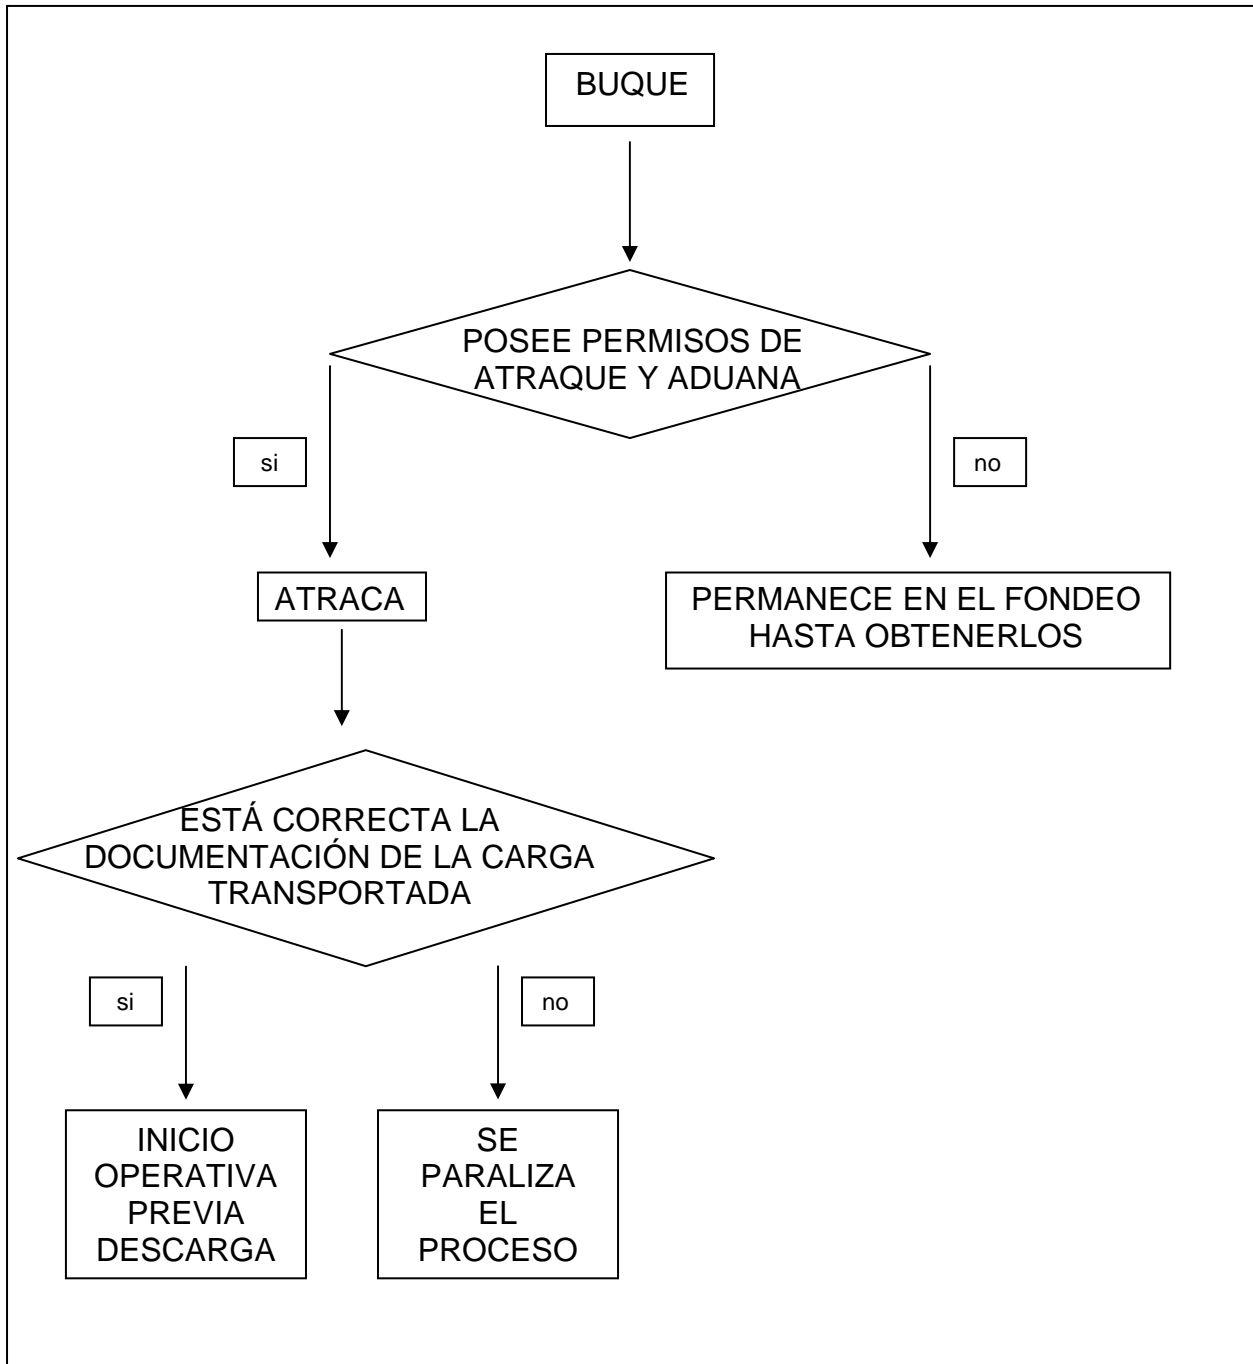 BUQUE
POSEE PERMISOS DE
ATRAQUE Y ADUANA
si
no
ATRACA
PERMANECE EN EL FONDEO
HASTA OBTENERLOS
ESTÁ CORRECTA LA
DOCUMENTACIÓN DE LA CARGA
TRANSPORTADA
si
no
INICIO
OPERATIVA
PREVIA
DESCARGA
SE
PARALIZA
EL
PROCESO